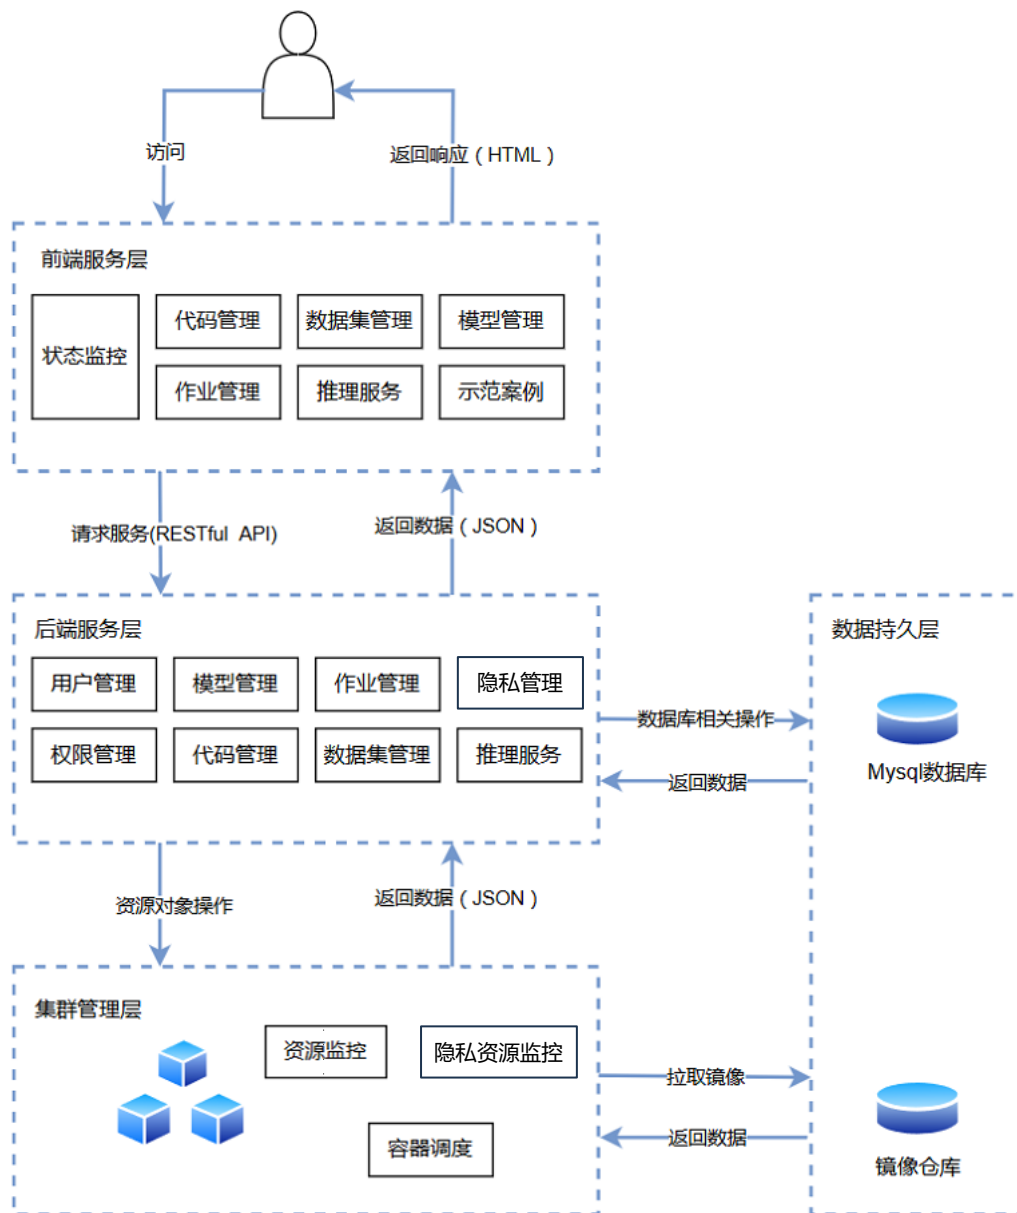 访问
返回响应（HTML）
前端服务层
状态监控
代码管理
数据集管理
模型管理
作业管理
推理服务
示范案例
请求服务(RESTful API)
返回数据（JSON）
后端服务层
用户管理
模型管理
作业管理
隐私管理
权限管理
代码管理
数据集管理
推理服务
数据库相关操作
返回数据
数据持久层
Mysql数据库
资源对象操作
返回数据（JSON）
集群管理层
资源监控
隐私资源监控
容器调度
拉取镜像
返回数据
镜像仓库